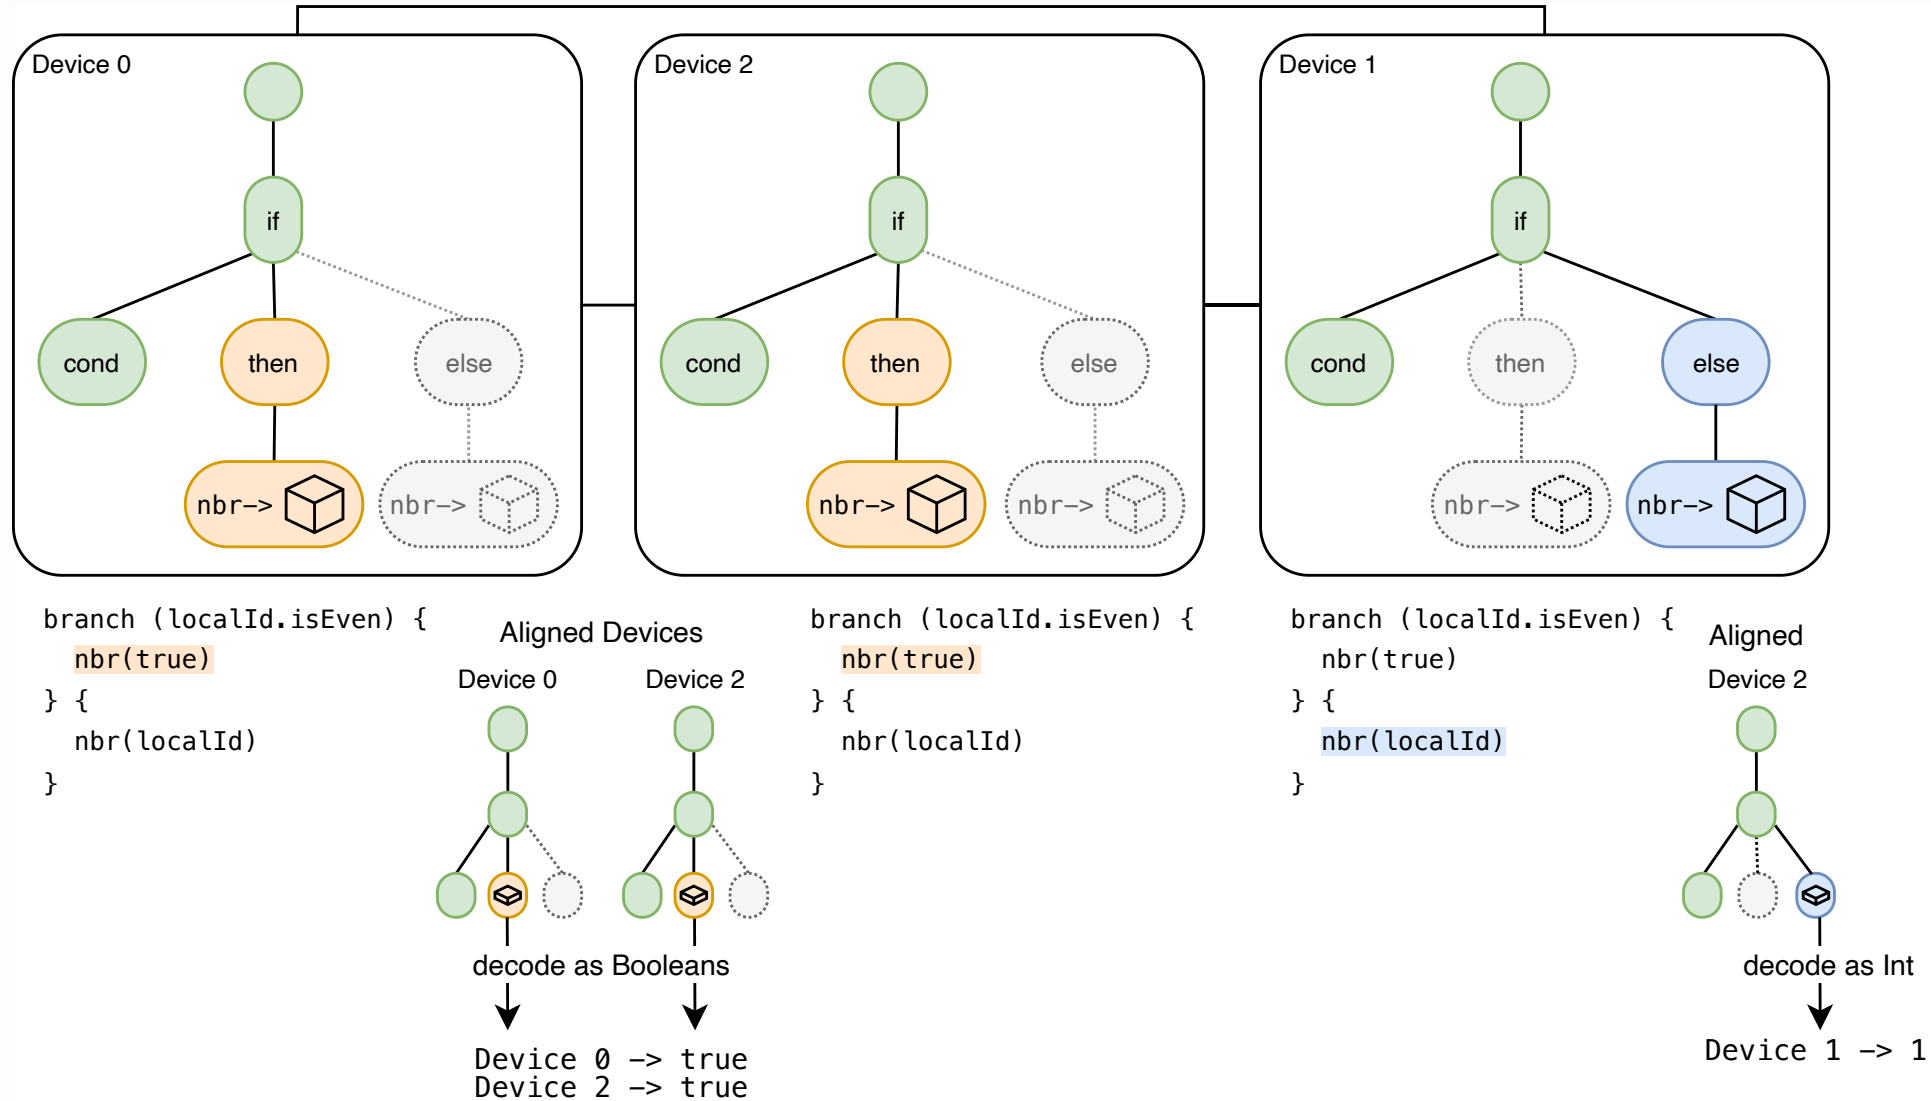 Device 0
if
cond
then
else
nbr->
nbr->
Device 2
if
cond
then
else
nbr->
nbr->
Device 1
if
cond
then
else
nbr->
nbr->
branch (localId.isEven) {
nbr(true)
} {
nbr(localId)
}
Aligned Devices
Device 0
Device 2
decode as Booleans
Device 0 -> true
Device 2 -> true
branch (localId.isEven) {
nbr(true)
} {
nbr(localId)
}
branch (localId.isEven) {
nbr(true)
} {
nbr(localId)
}
Aligned
Device 2
decode as Int
Device 1 -> 1